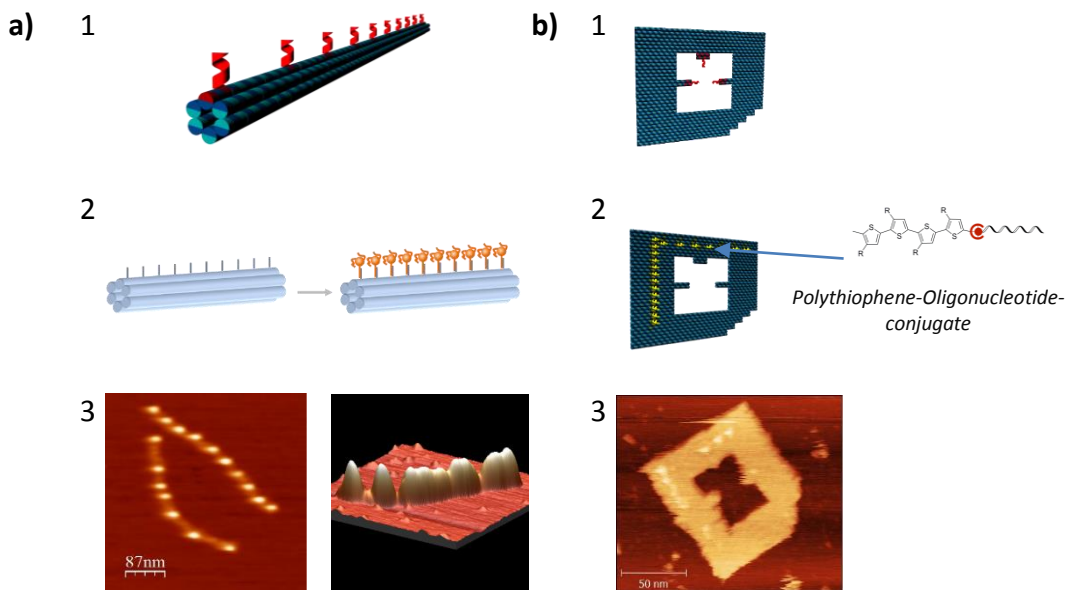 a)
1
b)
1
2
2
R
R
S
S
S
S
R
R
Polythiophene-Oligonucleotide-
conjugate
3
87nm
3
50 nm